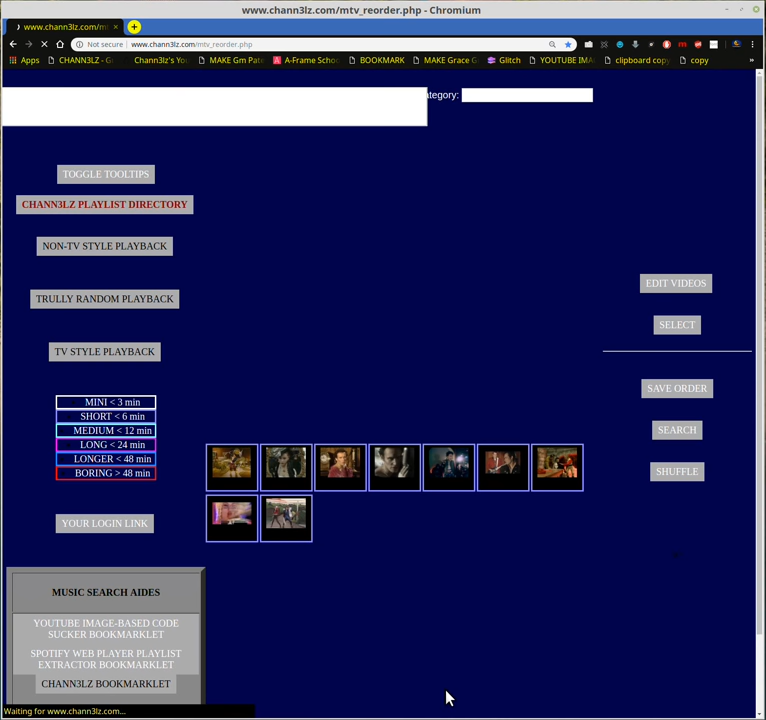 www.chann3lz.com/mtv_reorder.php - Chromium
www.chann3lz.com/mt
Not secure | www.chann3lz.com/mtv_reorder.php
Apps CHANN3LZ - G Chann3lz's You MAKE Gm Pate A-Frame Schoo BOOKMARK MAKE Grace G Glitch YOUTUBE IMA clipboard copy copy »
ategory:
TOGGLE TOOLTIPS
CHANN3LZ PLAYLIST DIRECTORY
NON-TV STYLE PLAYBACK
EDIT VIDEOS
TRULLY RANDOM PLAYBACK
SELECT
TV STYLE PLAYBACK
SAVE ORDER
MINI < 3 min
SHORT < 6 min
MEDIUM < 12 min
SEARCH
LONG < 24 min
LONGER < 48 min
BORING > 48 min
SHUFFLE
YOUR LOGIN LINK
MUSIC SEARCH AIDES
YOUTUBE IMAGE-BASED CODE
SUCKER BOOKMARKLET
SPOTIFY WEB PLAYER PLAYLIST
EXTRACTOR BOOKMARKLET
CHANN3LZ BOOKMARKLET
Waiting for www.chann3lz.com...